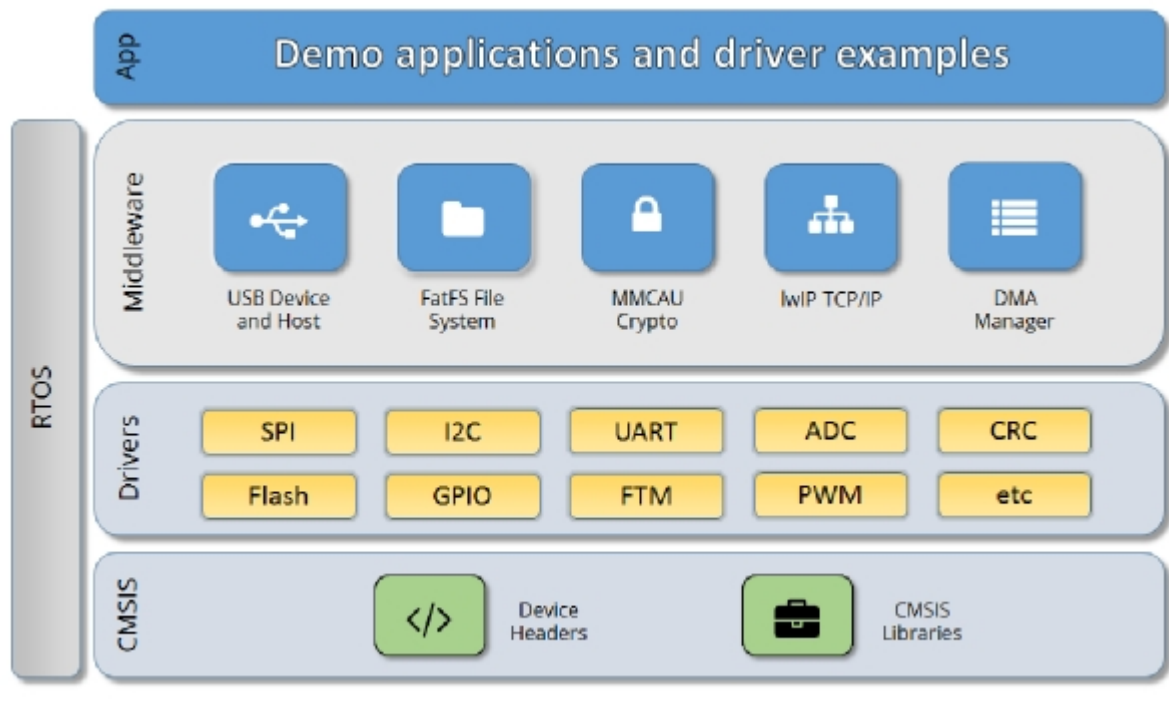 App
Demo applications and driver examples
RTOS
Middleware
USB Device
and Host
FatFS File
System
MMCAU
Crypto
lwIP TCP/IP
DMA
Manager
Drivers
SPI
I2C
UART
ADC
CRC
Flash
GPIO
FTM
PWM
etc
CMSIS
Device
Headers
CMSIS
Libraries